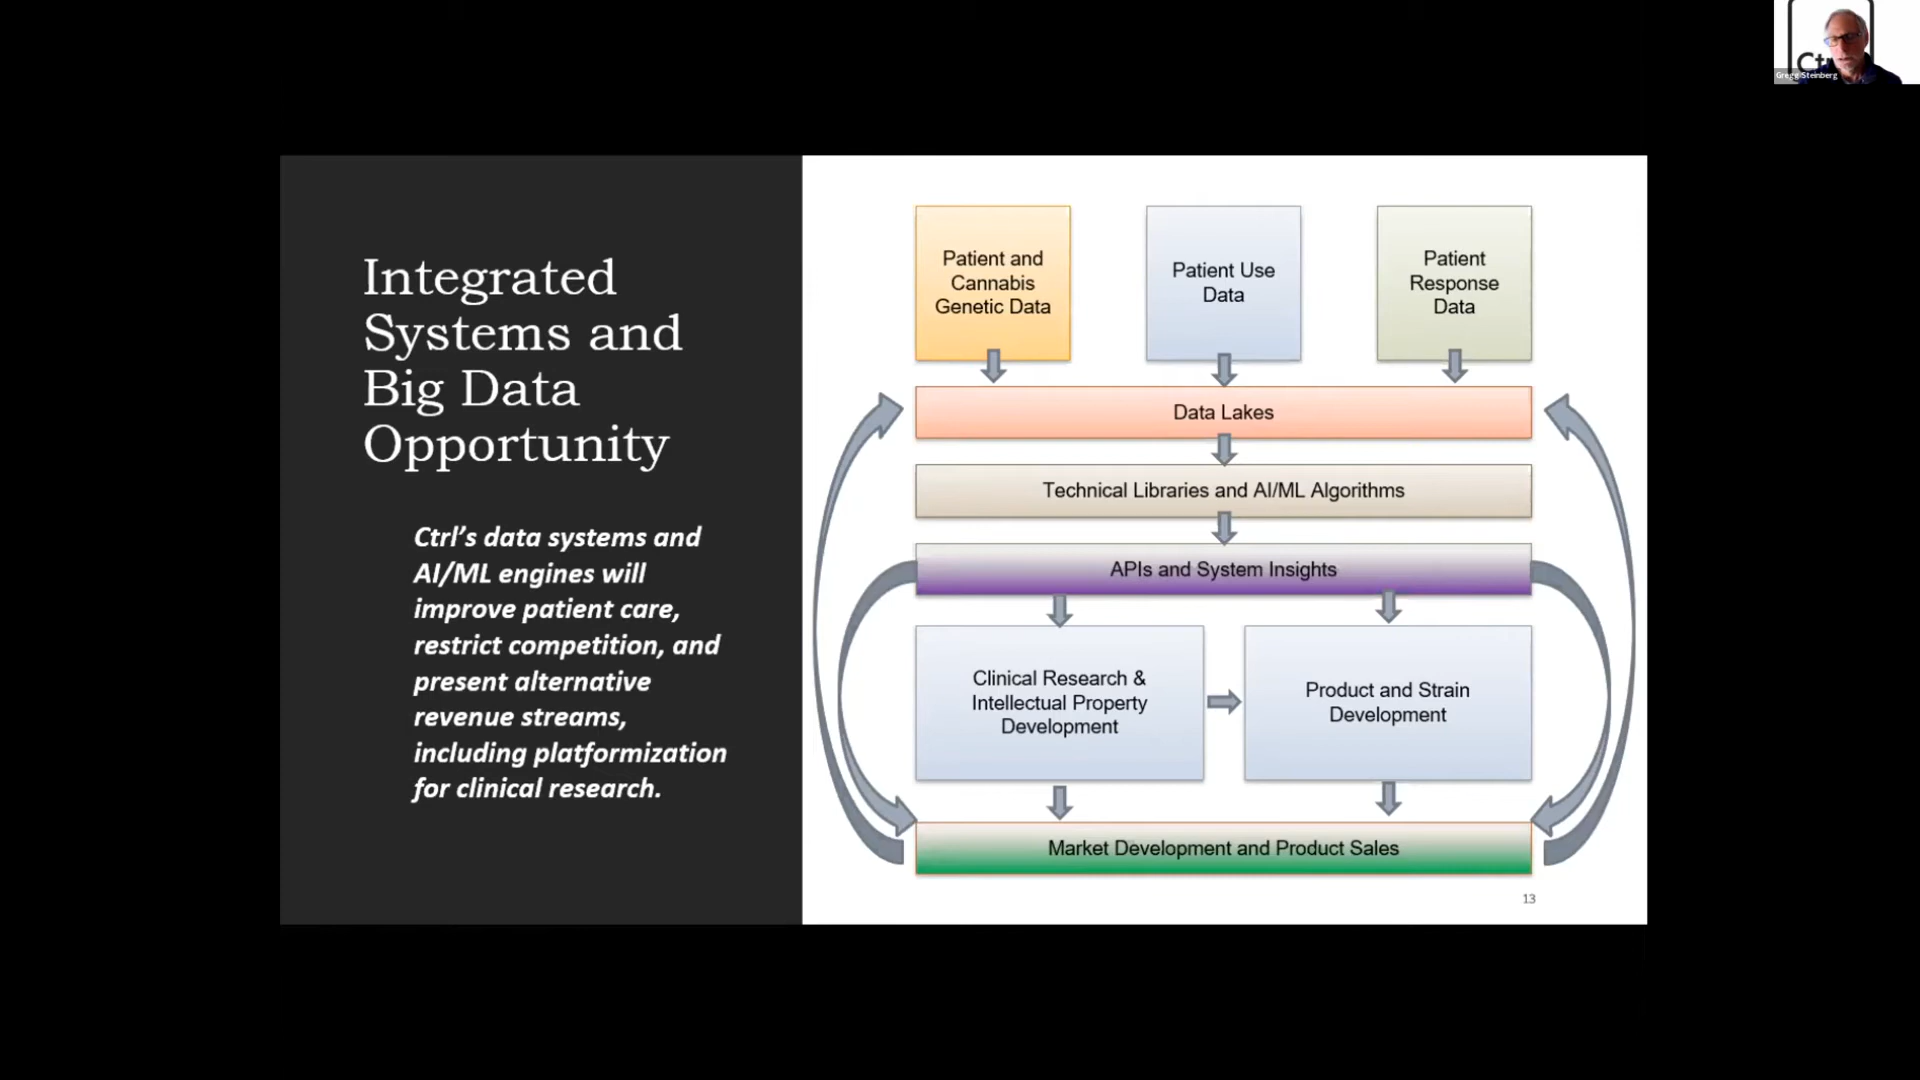 Ct
Gregg Steinberg
Integrated
Systems and
Big Data
Opportunity
Ctrl’s data systems and
AI/ML engines will
improve patient care,
restrict competition, and
present alternative
revenue streams,
including platformization
for clinical research.
Patient and
Cannabis
Genetic Data
Patient Use
Data
Patient
Response
Data
Data Lakes
Technical Libraries and AI/ML Algorithms
APIs and System Insights
Clinical Research &
Intellectual Property
Development
Product and Strain
Development
Market Development and Product Sales
13